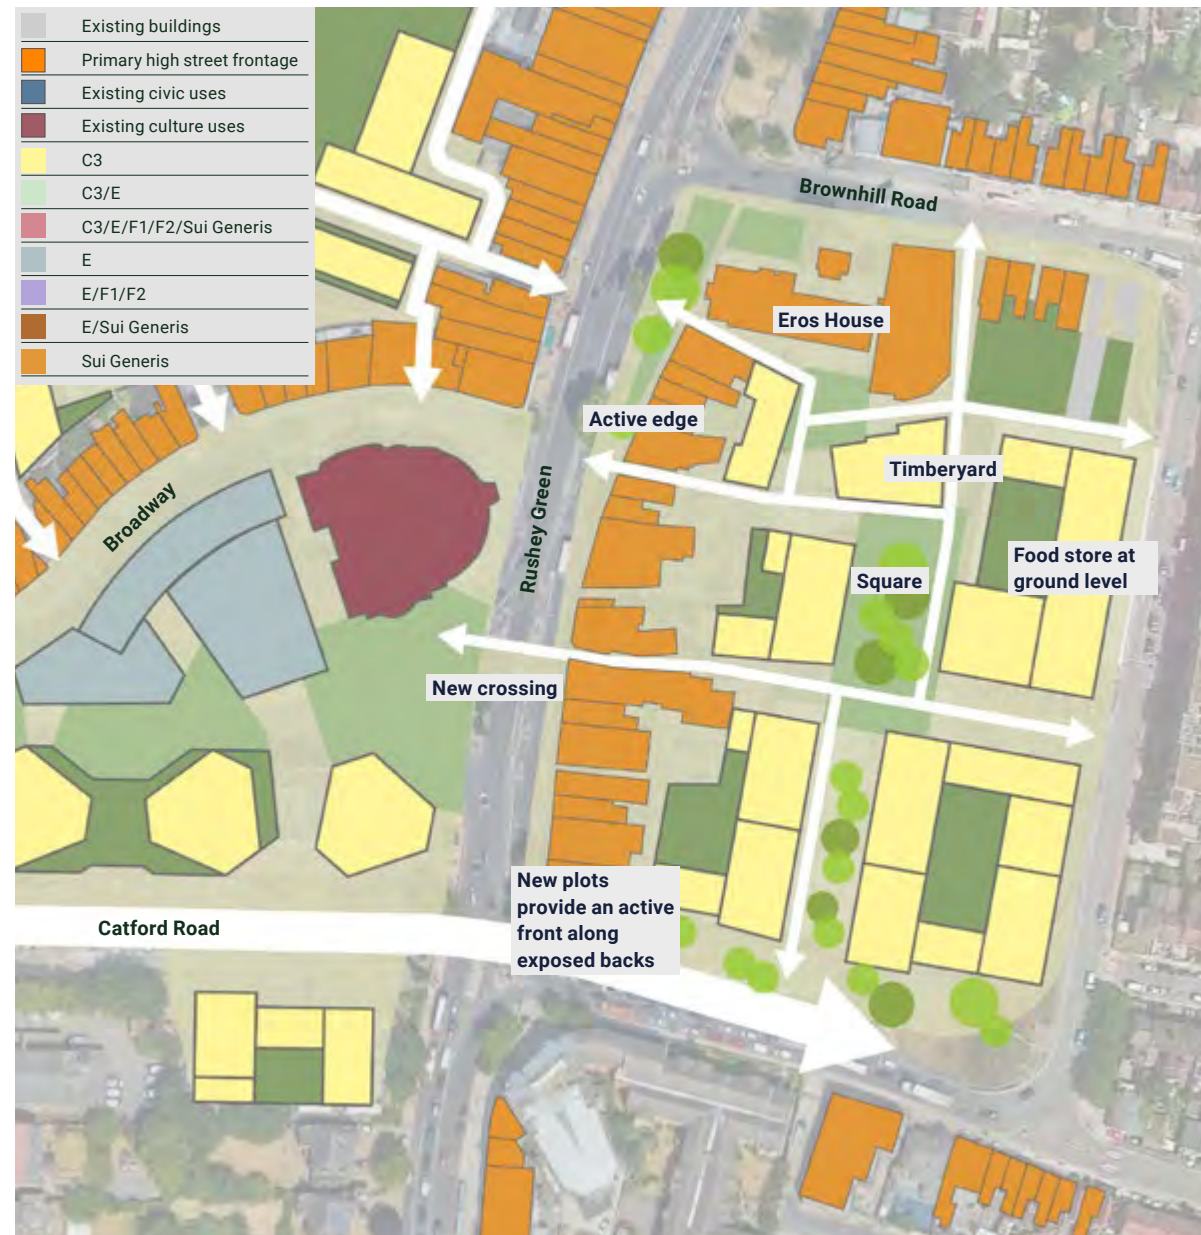 Existing buildings
Primary high street frontage
Existing civic uses
Existing culture uses
C3
C3/E
C3/E/F1/F2/Sui Generis
E
E/F1/F2
E/Sui Generis
Sui Generis
Brownhill Road
Eros House
Active edge
Timberyard
Broadway
Rushey Green
Food store at
ground level
Square
New crossing
New plots
provide an active
front along
exposed backs
Catford Road